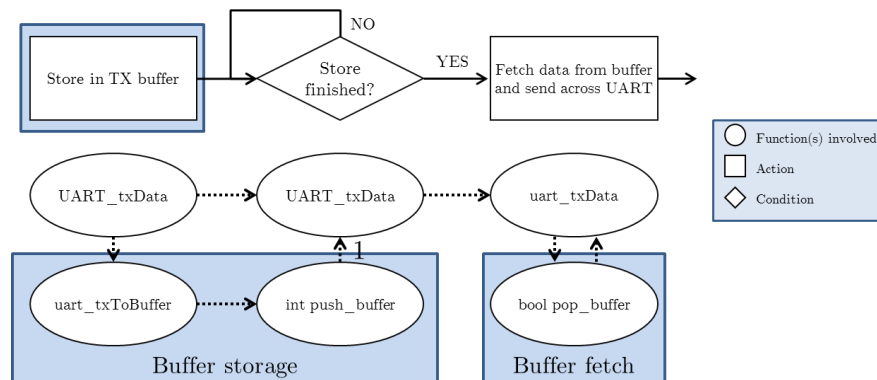 NO
Store in TX buffer
Store
finished?
YES
Fetch data from buffer
and send across UART
Function(s) involved
Action
Condition
UART_txData
UART_txData
uart_txData
1
uart_txToBuffer
int push_buffer
bool pop_buffer
Buffer storage
Buffer fetch